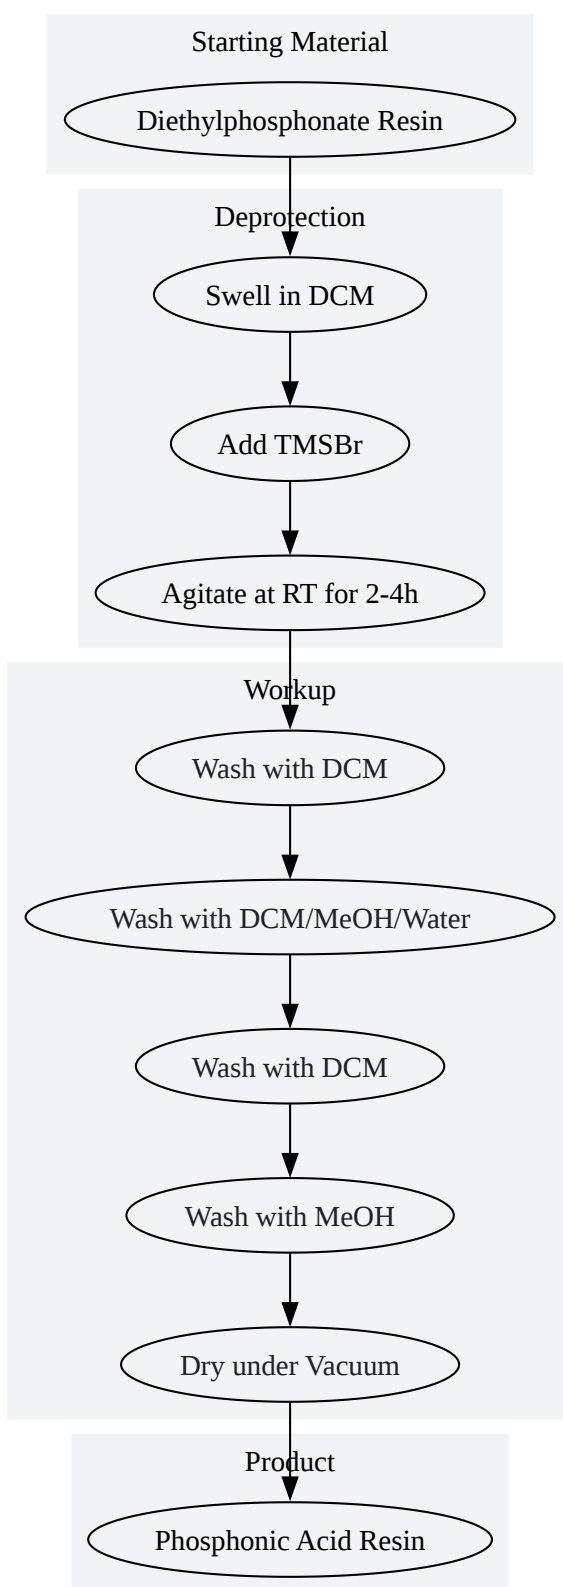 Starting Material
Diethylphosphonate Resin
Deprotection
Swell in DCM
Add TMSBr
Agitate at RT for 2-4h
Workup
Wash with DCM
Wash with DCM/MeOH/Water
Wash with DCM
Wash with MeOH
Dry under Vacuum
Product
Phosphonic Acid Resin